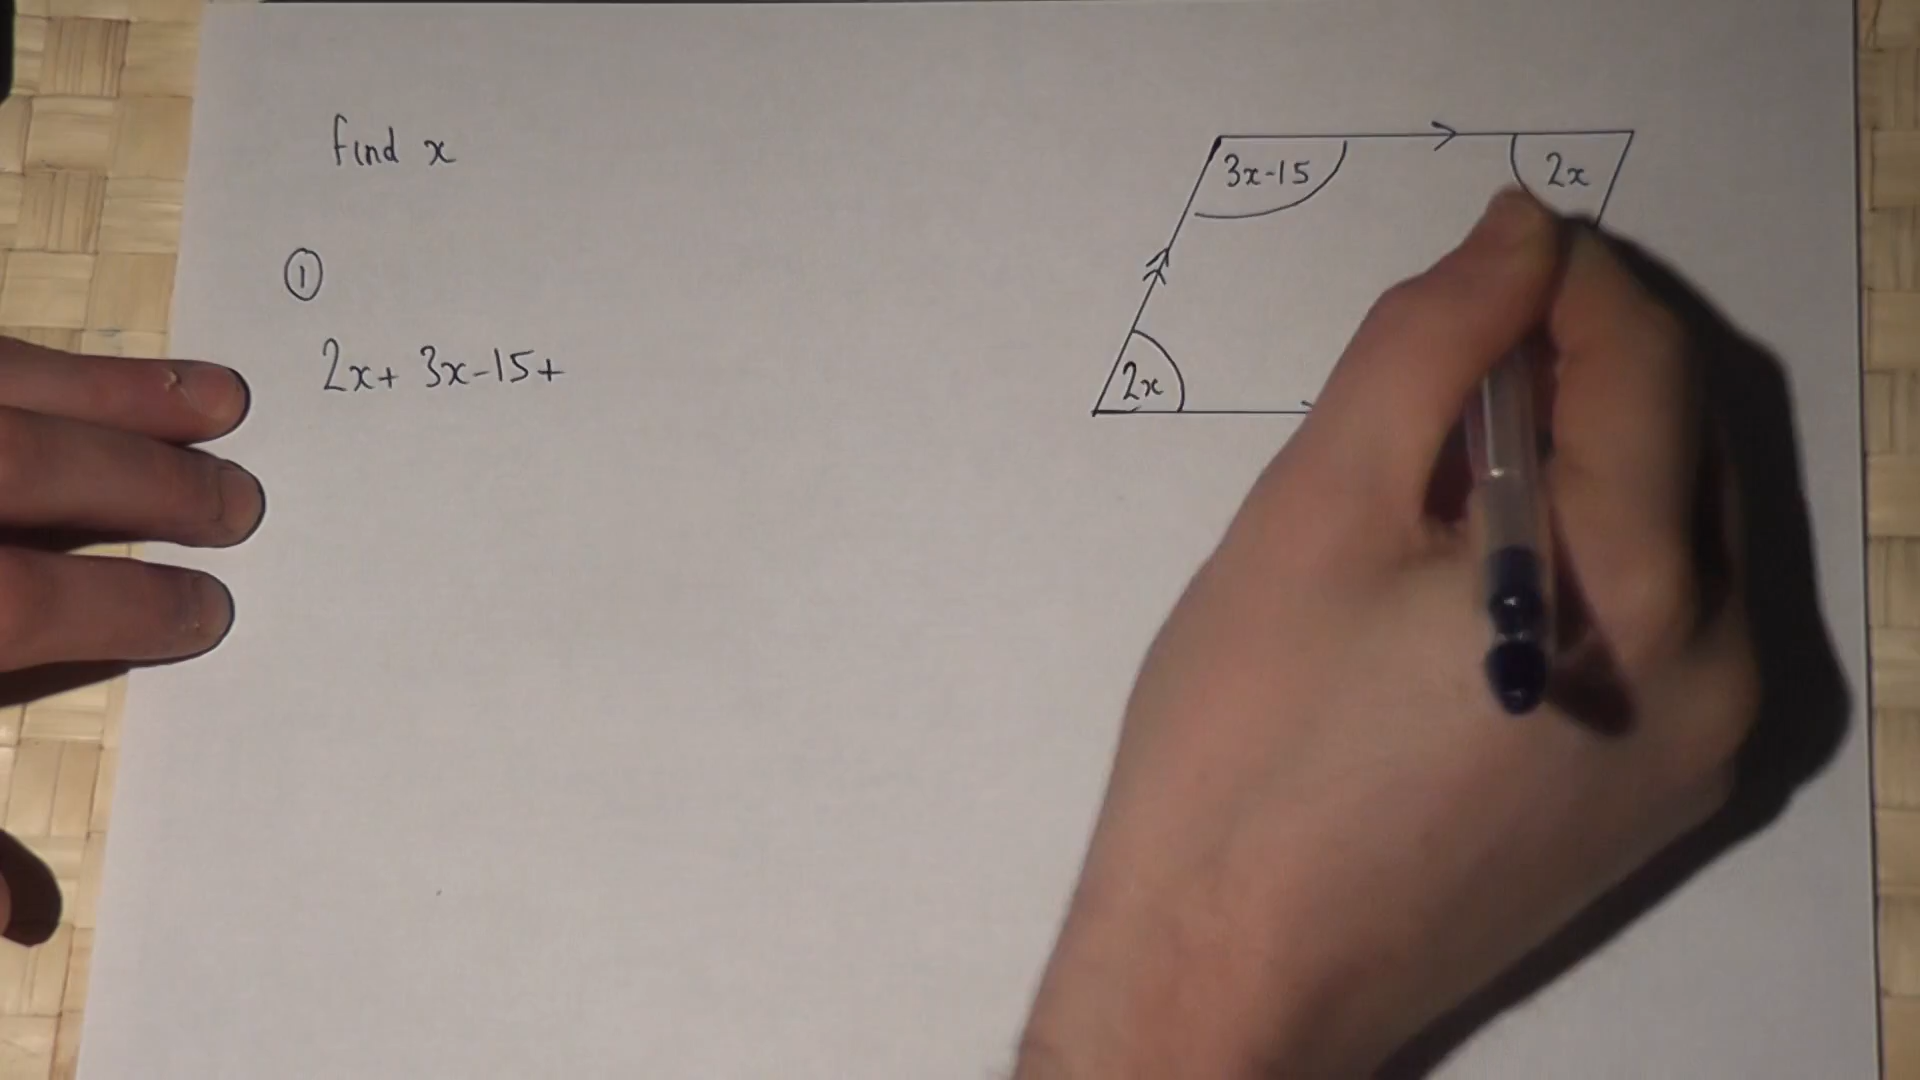 find x
3x-15
2x
①
2x+ 3x-15+
2x